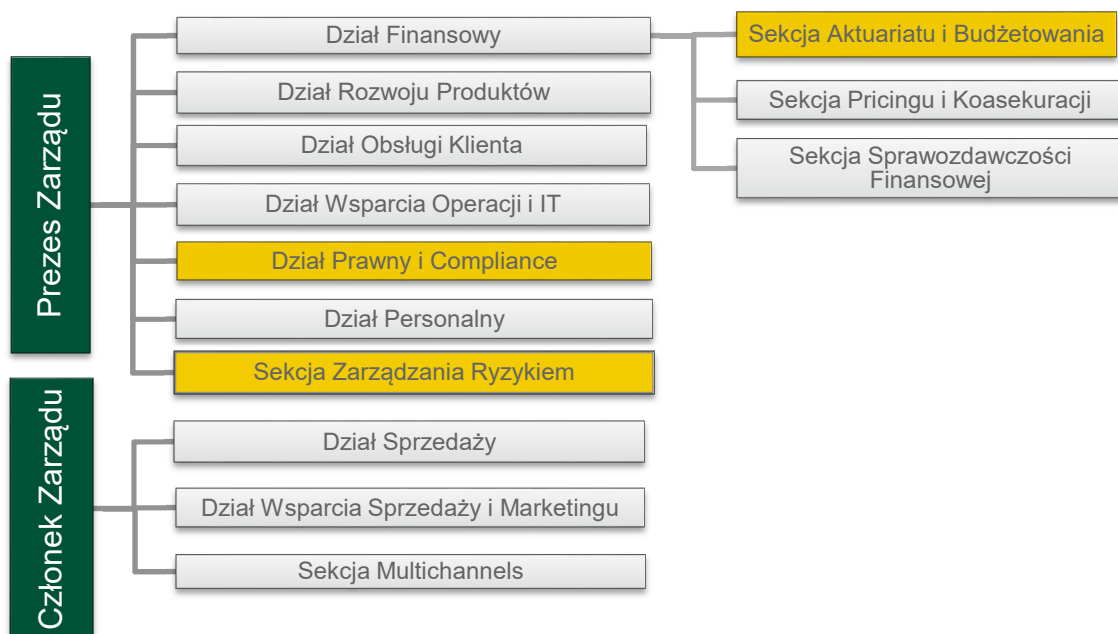 Prezes Zarządu
Dział Finansowy
Dział Rozwoju Produktów
Dział Obsługi Klienta
Dział Wsparcia Operacji i IT
Dział Prawny i Compliance
Dział Personalny
Sekcja Zarządzania Ryzykiem
Sekcja Aktuariatu i Budżetowania
Sekcja Pricingu i Koasekuracji
Sekcja Sprawozdawczości
Finansowej
Członek Zarządu
Dział Sprzedaży
Dział Wsparcia Sprzedaży i Marketingu
Sekcja Multichannels